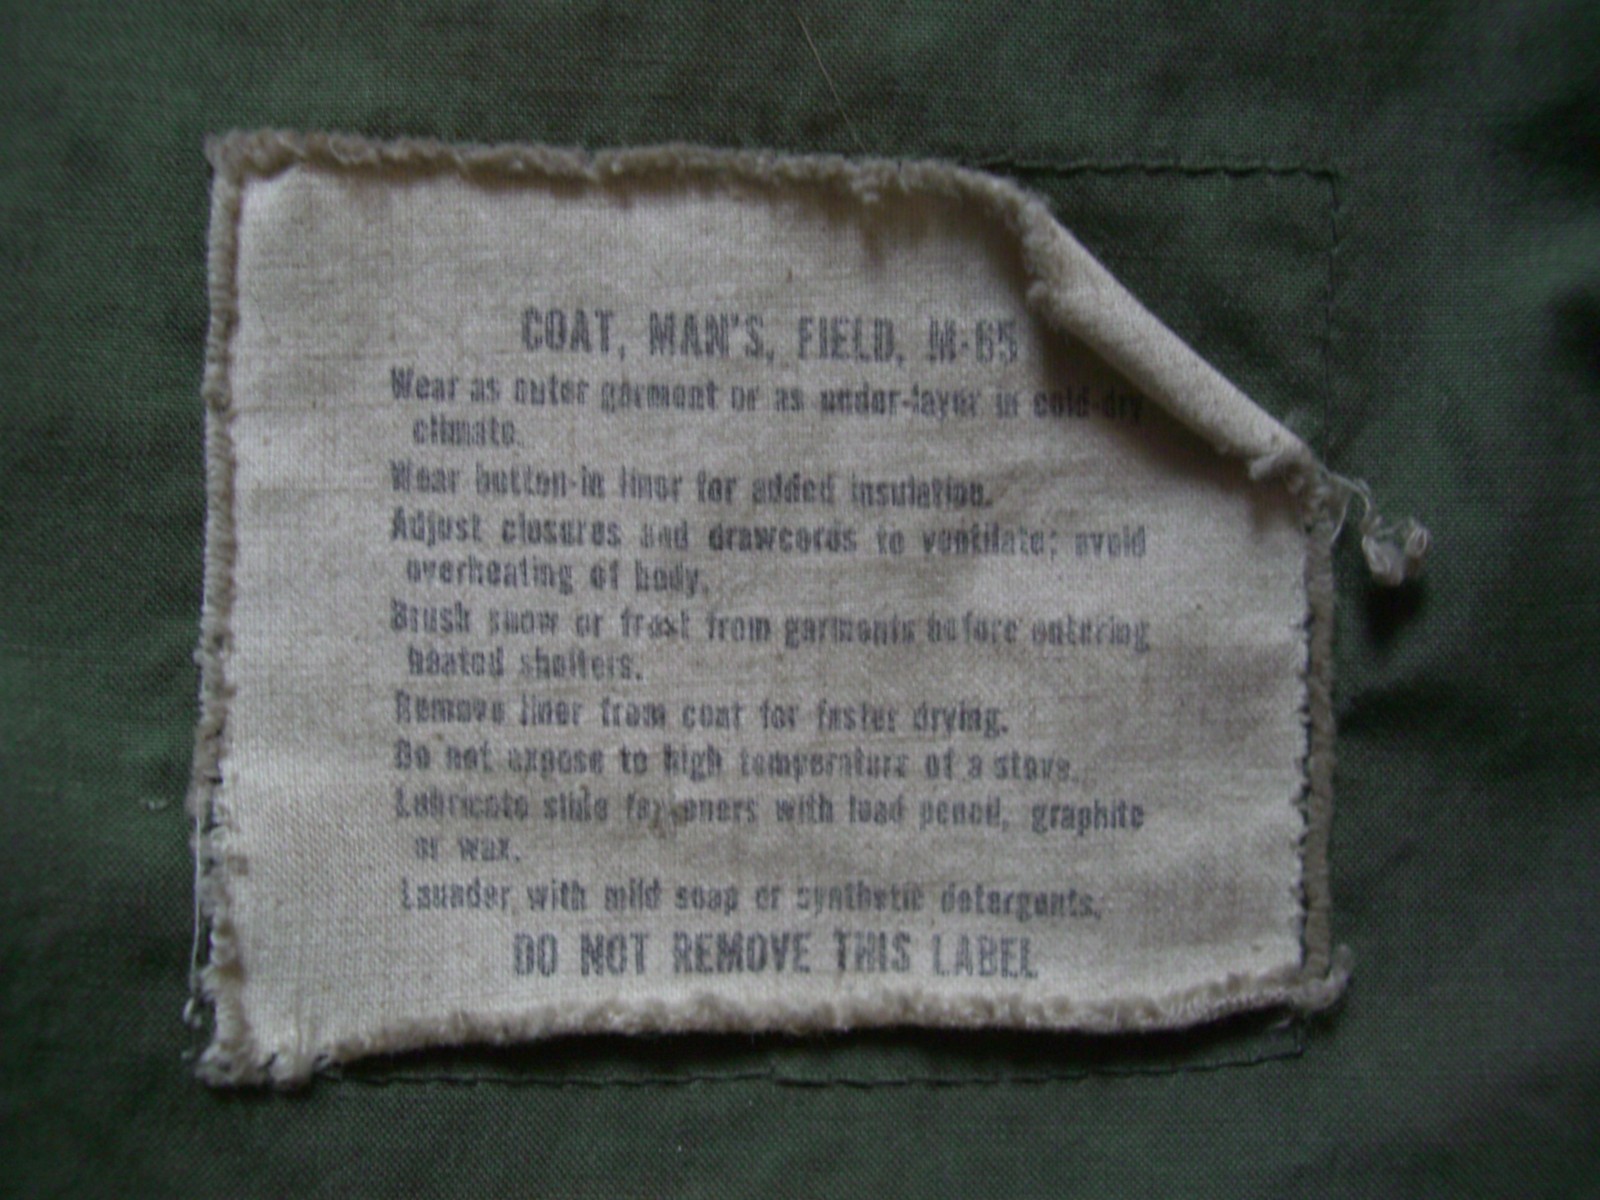 COAT, MAN'S, FIELD, M-65
Wear as outer garment or as under-layer in cold-dry
climate.
Wear button-in liner for added insulation.
Adjust closures and drawcords to ventilate; avoid
overheating of body.
Brush snow or frost from garments before entering
heated shelters.
Remove liner from coat for faster drying.
Do not expose to high temperature of a stove.
Lubricate slide fasteners with lead pencil, graphite
or wax.
Launder with mild soap or synthetic detergents.
DO NOT REMOVE THIS LABEL